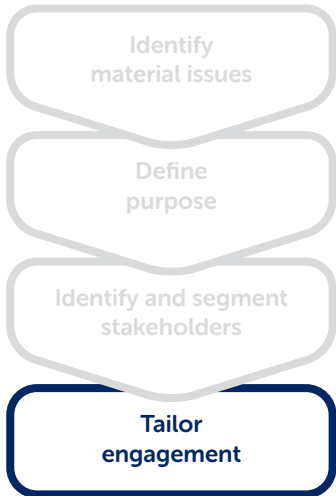 Identify
material issues
Define
purpose
Identify and segment
stakeholders
Tailor
engagement